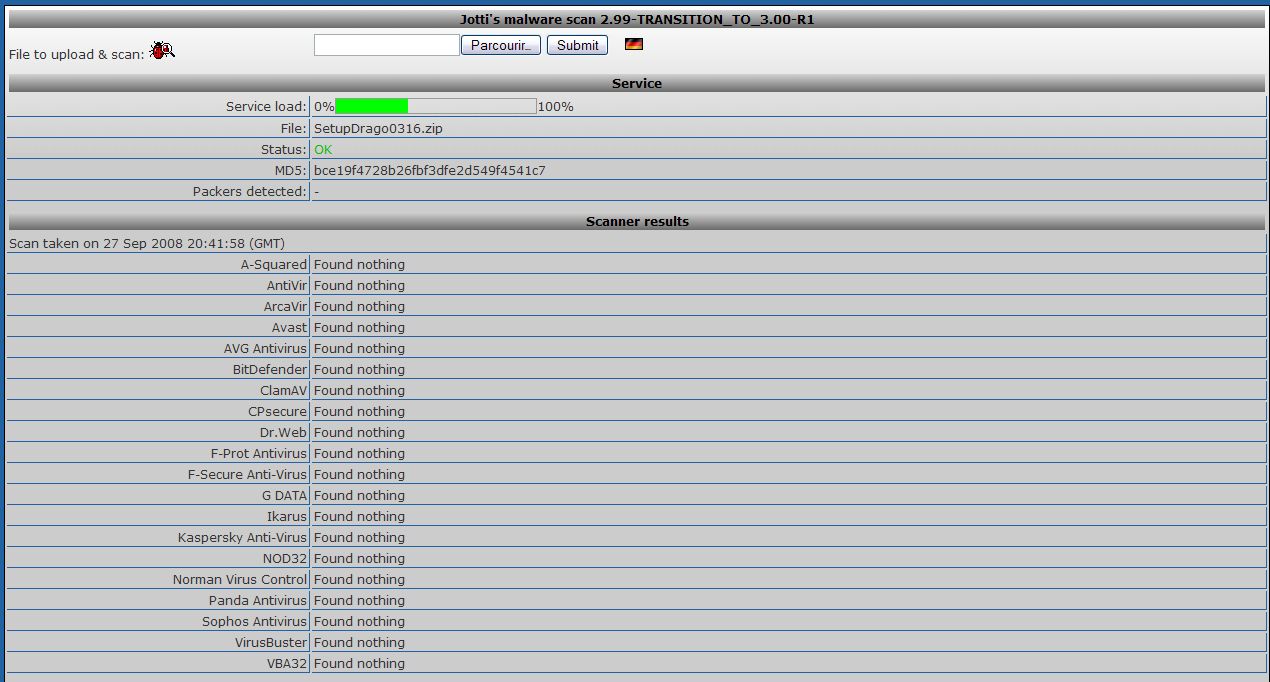 Jotti's malware scan 2.99-TRANSITION_TO_3.00-R1
File to upload & scan: Parcourir... Submit
Service
Service load: 0% 100%
File: SetupDrago0316.zip
Status: OK
MD5: bce19f4728b26fbf3dfe2d549f4541c7
Packers detected: -
Scanner results
Scan taken on 27 Sep 2008 20:41:58 (GMT)
A-Squared Found nothing
AntiVir Found nothing
ArcaVir Found nothing
Avast Found nothing
AVG Antivirus Found nothing
BitDefender Found nothing
ClamAV Found nothing
CPsecure Found nothing
Dr.Web Found nothing
F-Prot Antivirus Found nothing
F-Secure Anti-Virus Found nothing
G DATA Found nothing
Ikarus Found nothing
Kaspersky Anti-Virus Found nothing
NOD32 Found nothing
Norman Virus Control Found nothing
Panda Antivirus Found nothing
Sophos Antivirus Found nothing
VirusBuster Found nothing
VBA32 Found nothing